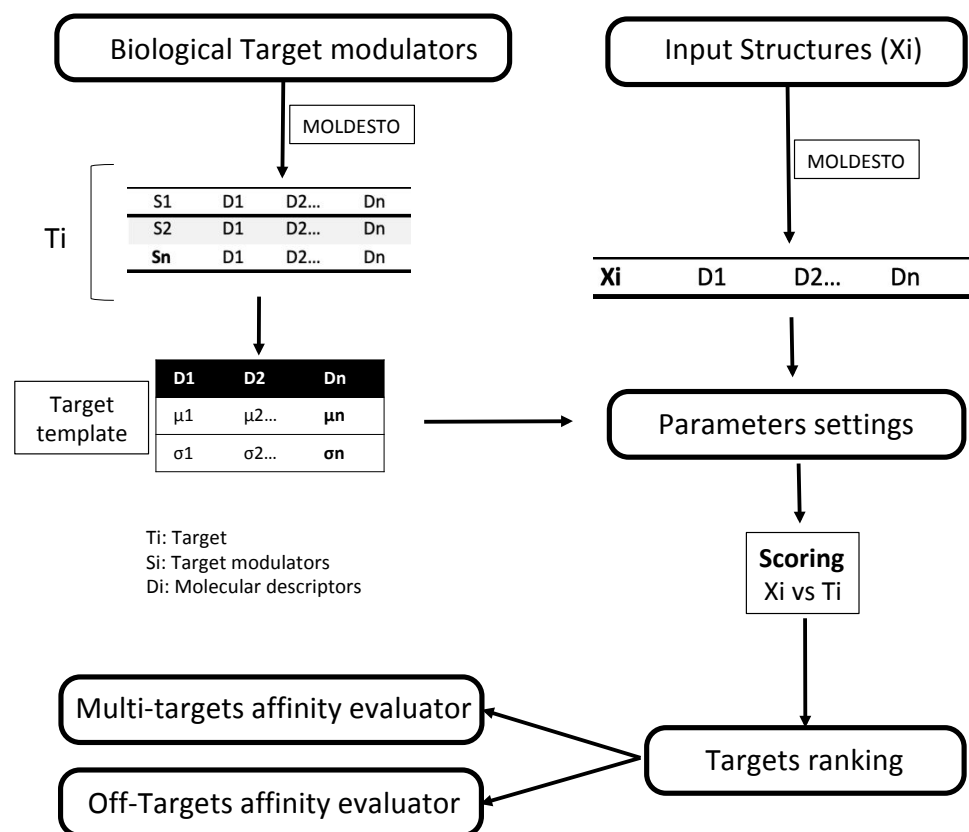 Biological Target modulators
Input Structures (Xi)
MOLDESTO
MOLDESTO
Ti
S1 D1 D2... Dn
S2 D1 D2... Dn
Sn D1 D2... Dn
Xi D1 D2... Dn
Target
template
D1 D2 Dn
μ1 μ2... μn
σ1 σ2... σn
Parameters settings
Ti: Target
Si: Target modulators
Di: Molecular descriptors
Scoring
Xi vs Ti
Multi-targets affinity evaluator
Targets ranking
Off-Targets affinity evaluator